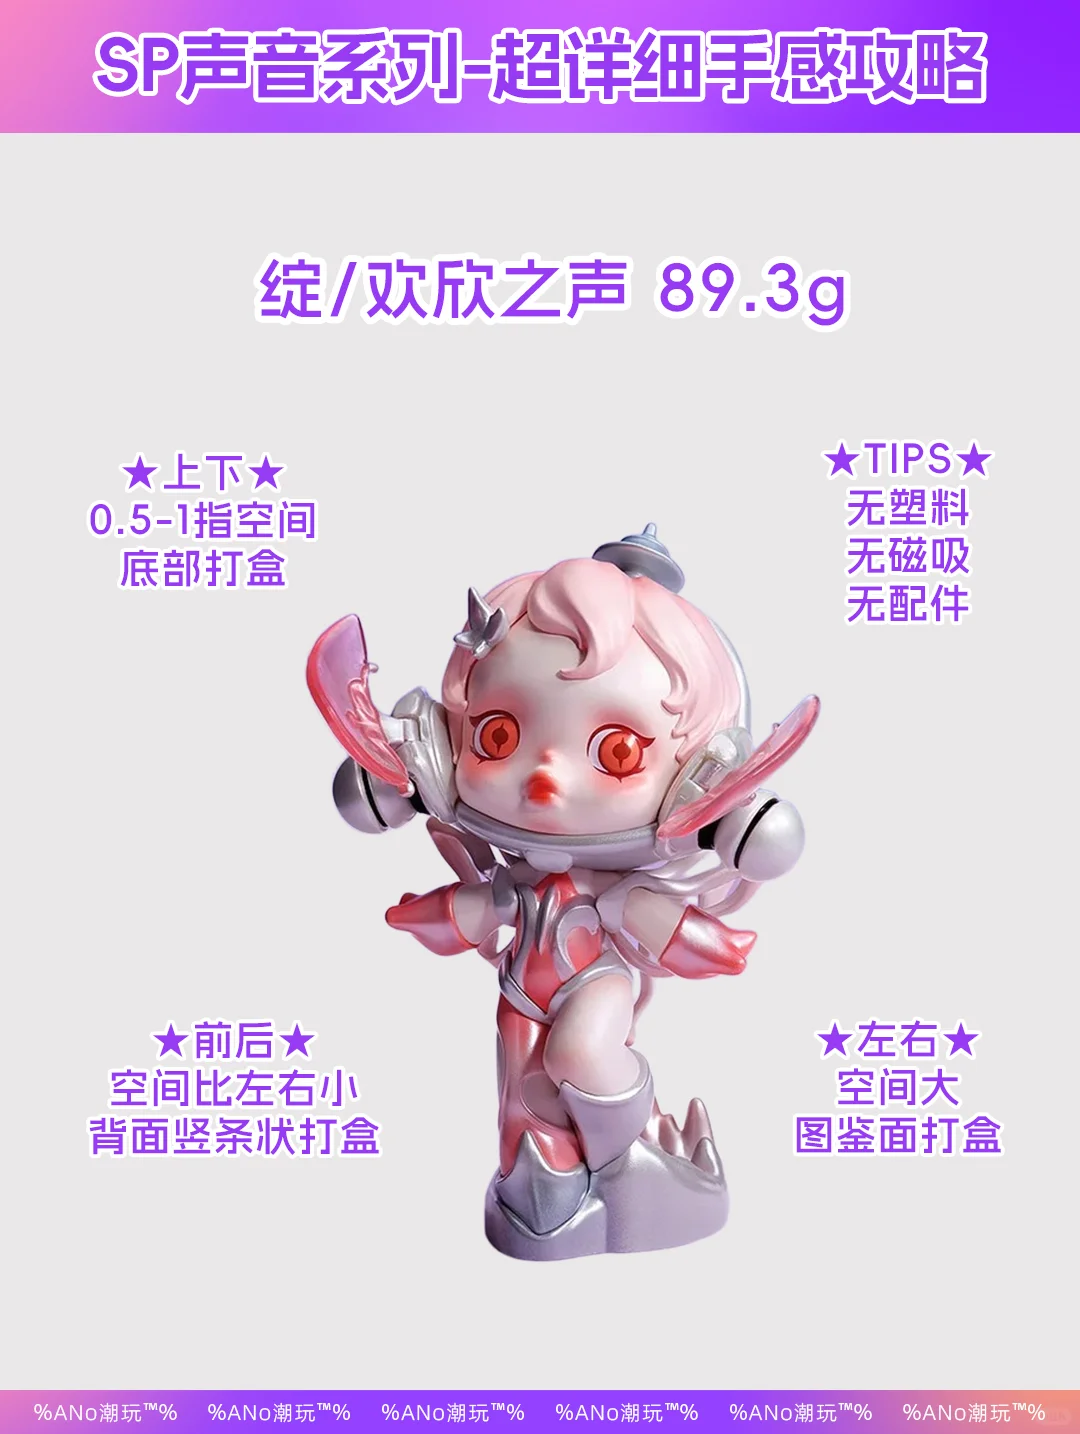 SP声音系列-超详细手感攻略
绽/欢欣之声 89.3g
★上下★
0.5-1指空间
底部打盒
★TIPS★
无塑料
无磁吸
无配件
★前后★
空间比左右小
背面竖条状打盒
★左右★
空间大
图鉴面打盒
%ANo潮玩™% %ANo潮玩™% %ANo潮玩™% %ANo潮玩™% %ANo潮玩™% %ANo潮玩™%